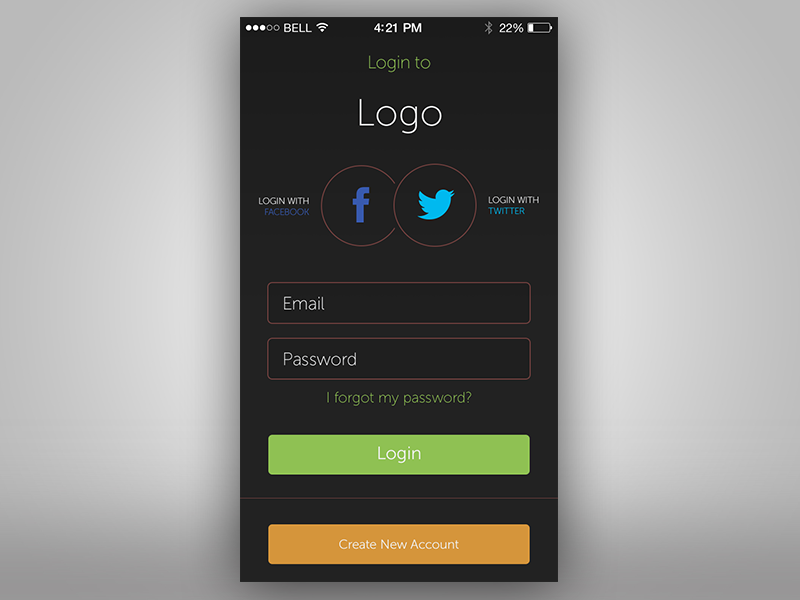 BELL
4:21 PM
22%
Login to
Logo
LOGIN WITH
FACEBOOK
f
LOGIN WITH
TWITTER
Email
Password
I forgot my password?
Login
Create New Account